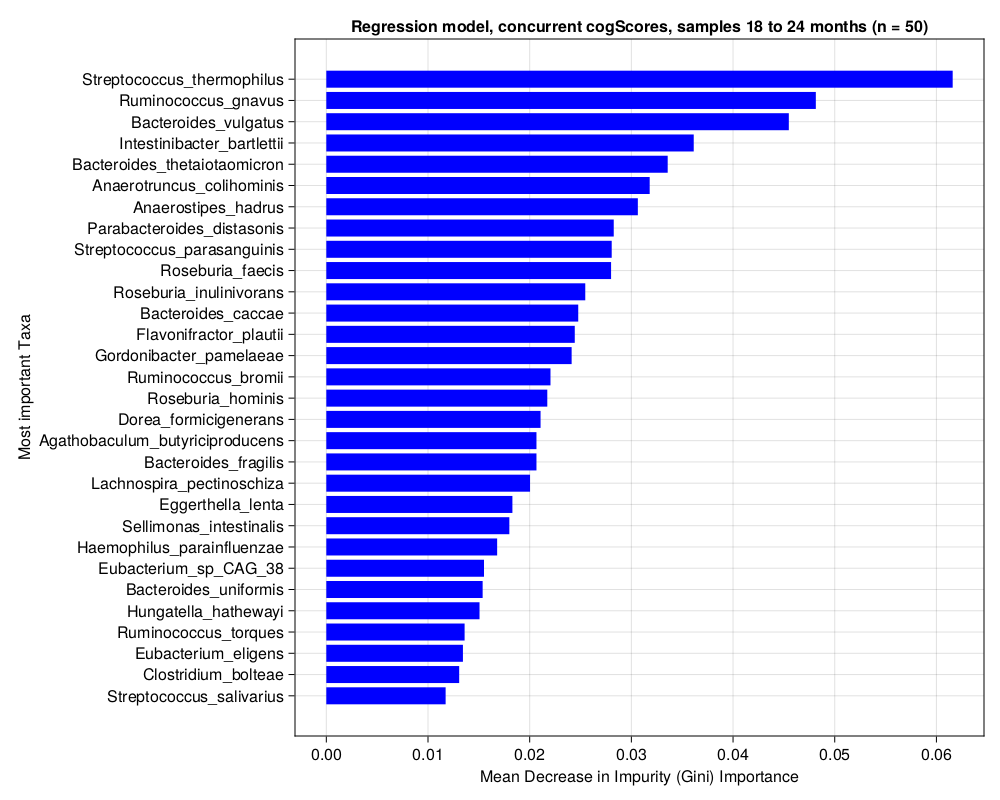 Regression model, concurrent cogScores, samples 18 to 24 months (n = 50)
Most important Taxa
Streptococcus_thermophilus
Ruminococcus_gnavus
Bacteroides_vulgatus
Intestinibacter_bartlettii
Bacteroides_thetaiotaomicron
Anaerotruncus_colihominis
Anaerostipes_hadrus
Parabacteroides_distasonis
Streptococcus_parasanguinis
Roseburia_faecis
Roseburia_inulinivorans
Bacteroides_caccae
Flavonifractor_plautii
Gordonibacter_pamelaeae
Ruminococcus_bromii
Roseburia_hominis
Dorea_formicigenerans
Agathobaculum_butyriciproducens
Bacteroides_fragilis
Lachnospira_pectinoschiza
Eggerthella_lenta
Sellimonas_intestinalis
Haemophilus_parainfluenzae
Eubacterium_sp_CAG_38
Bacteroides_uniformis
Hungatella_hathewayi
Ruminococcus_torques
Eubacterium_eligens
Clostridium_bolteae
Streptococcus_salivarius
0.00 0.01 0.02 0.03 0.04 0.05 0.06
Mean Decrease in Impurity (Gini) Importance